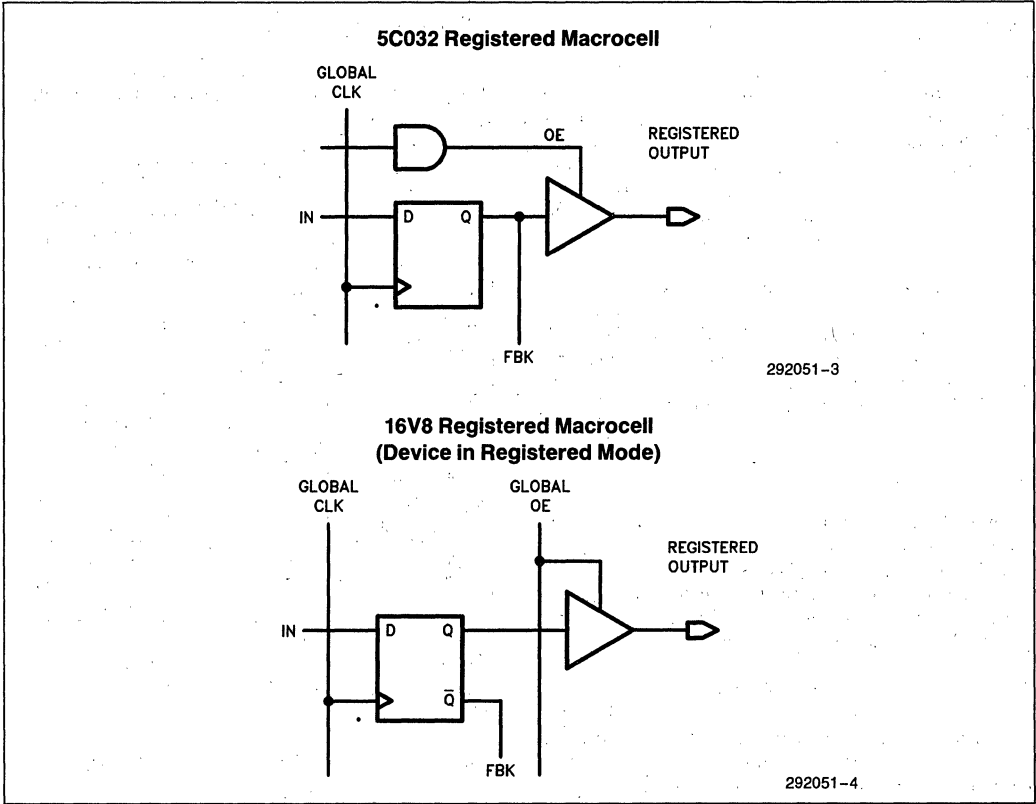 5C032 Registered Macrocell
GLOBAL
CLK
OE
REGISTERED
OUTPUT
IN
D
Q
FBK
292051-3
16V8 Registered Macrocell
(Device in Registered Mode)
GLOBAL
CLK
GLOBAL
OE
REGISTERED
OUTPUT
IN
D
Q
Q̅
FBK
292051-4